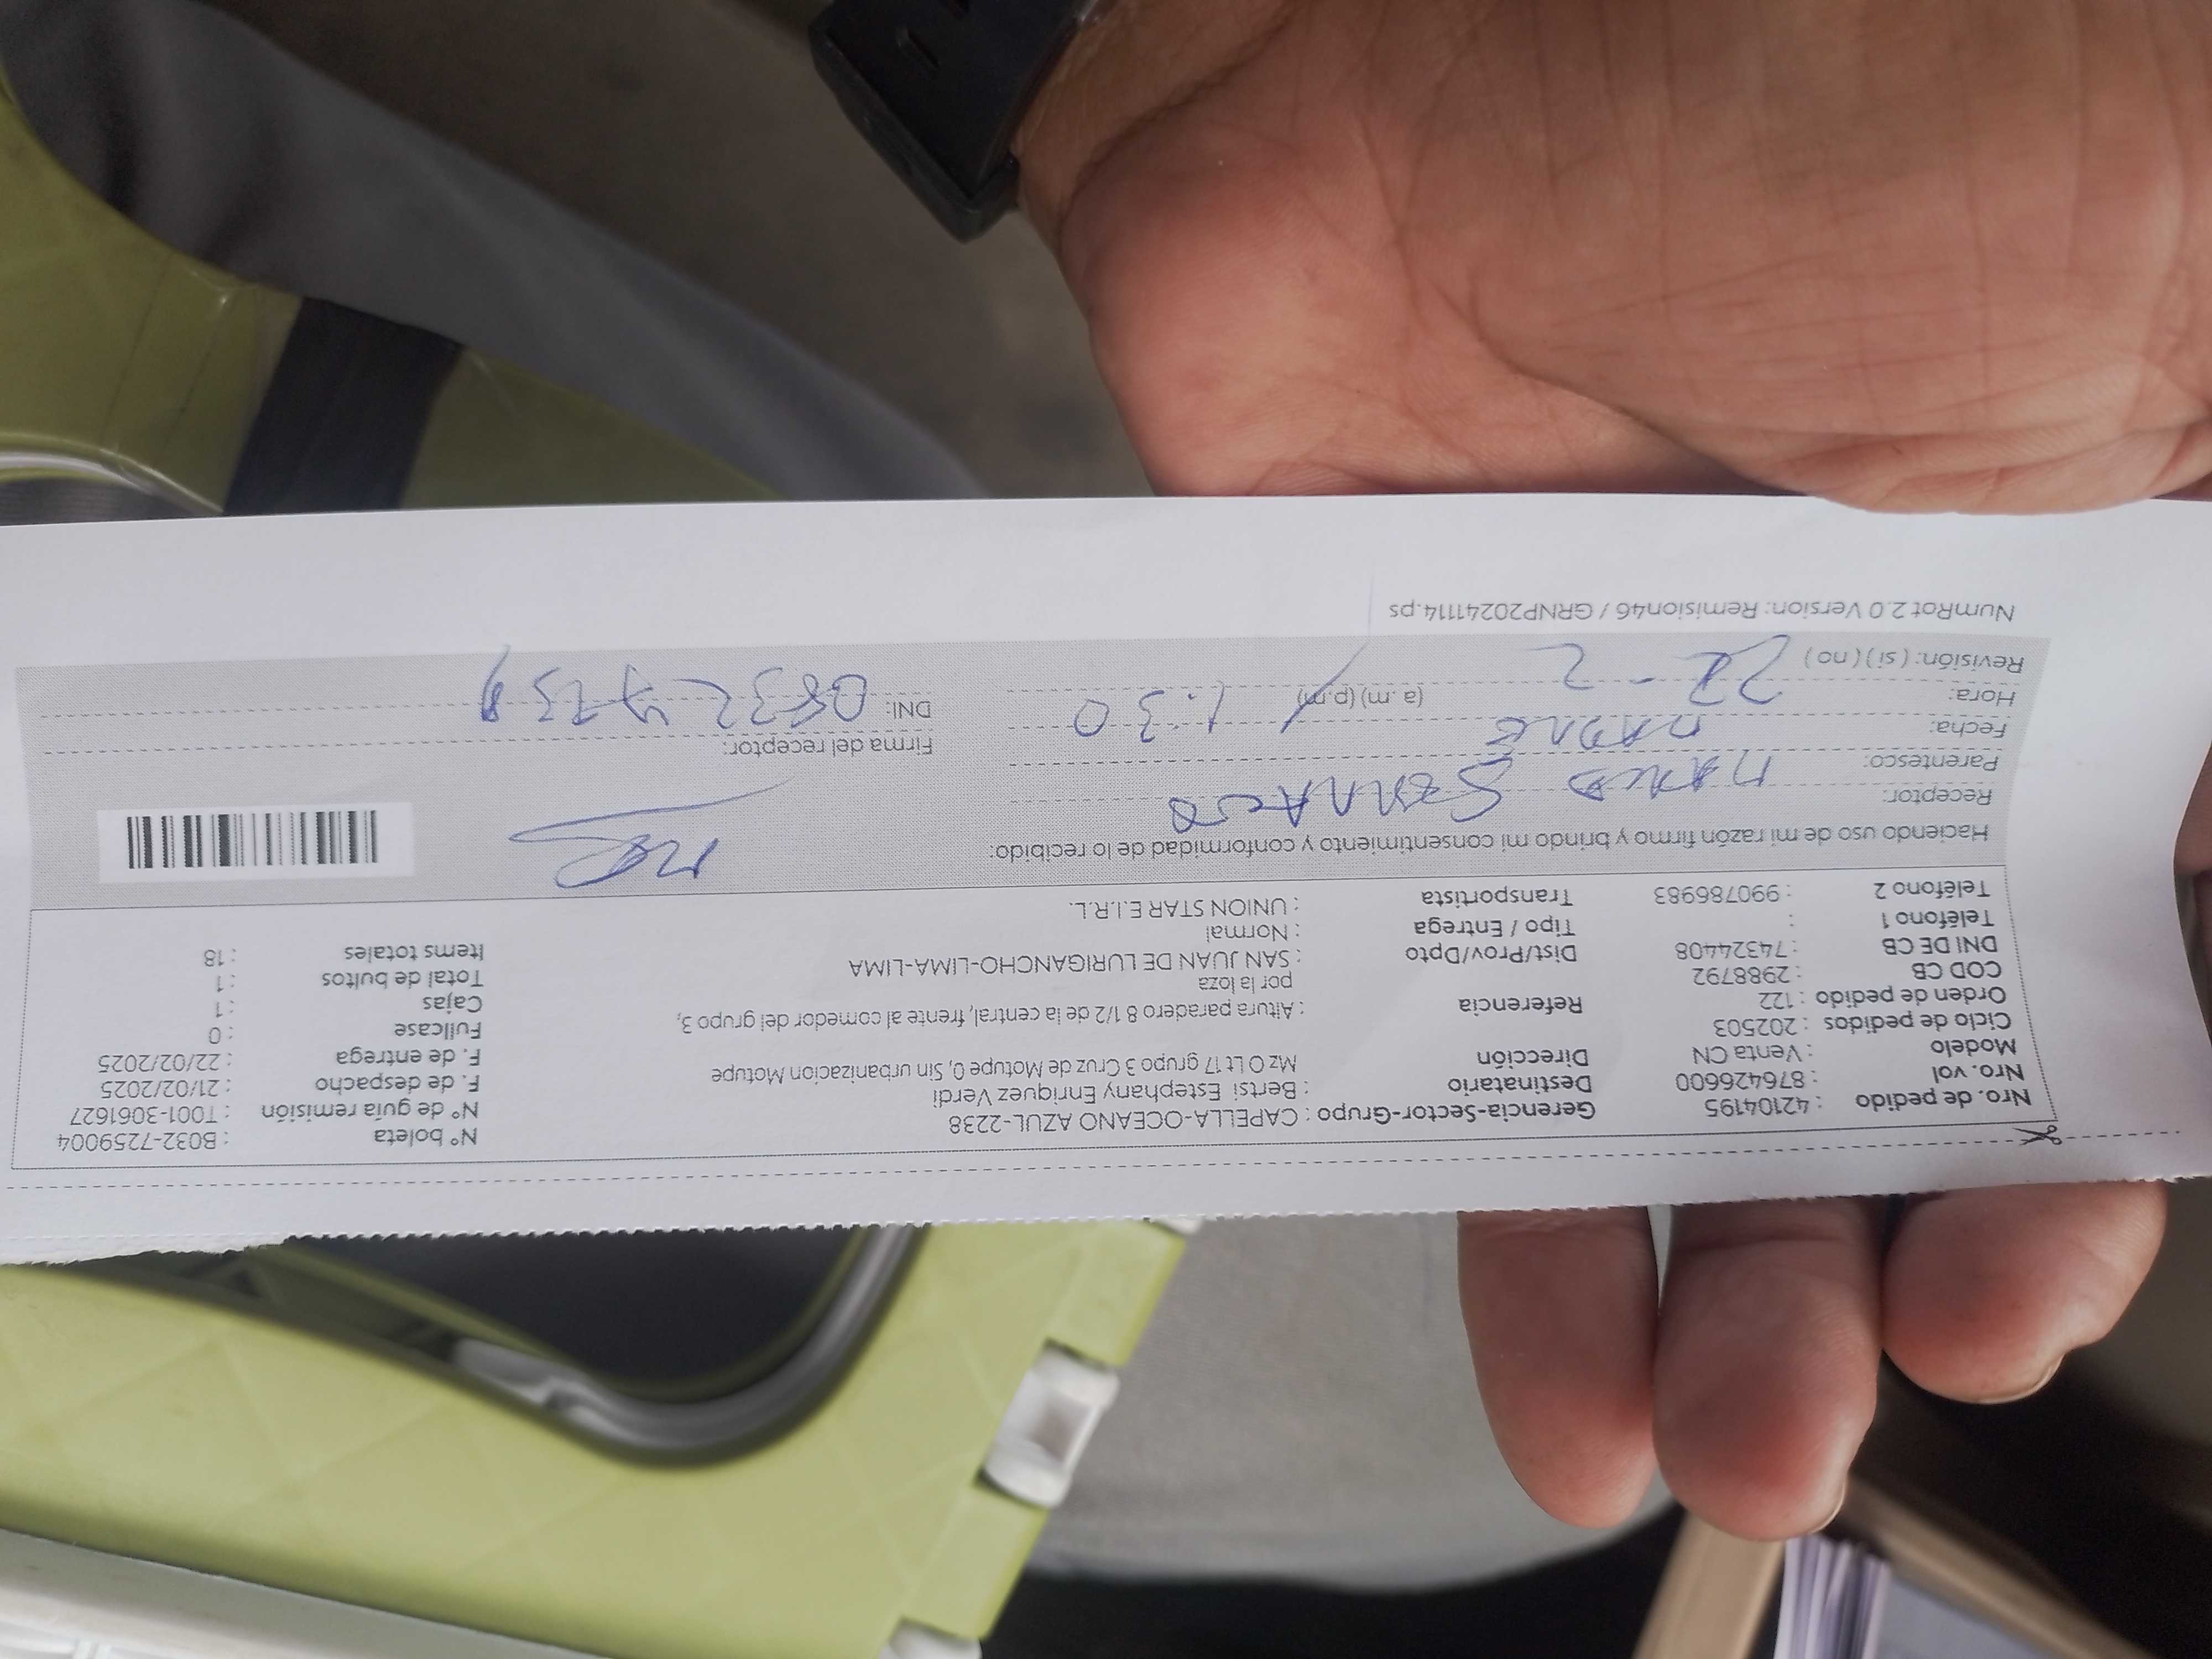 Nro. de pedido : 42104195 Gerencia-Sector-Grupo : CAPELLA-OCEANO AZUL-2238 N° boleta : B032-7259004
Nro. vol : 876426600 Destinatario : Bertsi Estephany Enriquez Verdi N° de guía remisión : T001-3061627
Modelo : Venta CN Dirección Mz O Lt 17 grupo 3 Cruz de Motupe 0, Sin urbanizacion Motupe F. de despacho : 21/02/2025
Ciclo de pedidos : 202503 F. de entrega : 22/02/2025
Orden de pedido : 122 Referencia : Altura paradero 8 1/2 de la central, frente al comedor del grupo 3, Fullcase : 0
COD CB : 2988792 por la loza Cajas : 1
DNI DE CB : 74324408 Dist/Prov/Dpto : SAN JUAN DE LURIGANCHO-LIMA-LIMA Total de bultos : 1
Teléfono 1 : Tipo / Entrega : Normal Items totales : 18
Teléfono 2 : 990786983 Transportista : UNION STAR E.I.R.L.
Haciendo uso de mi razón firmo y brindo mi consentimiento y conformidad de lo recibido:
Receptor:
Parentesco: Firma del receptor:
Fecha: PADRE 1:30
Hora: 22-2 (a.m) (p.m) DNI:
Revisión: ( si ) ( no )
NumRot 2.0 Version: Remision46 / GRNP20241114.ps